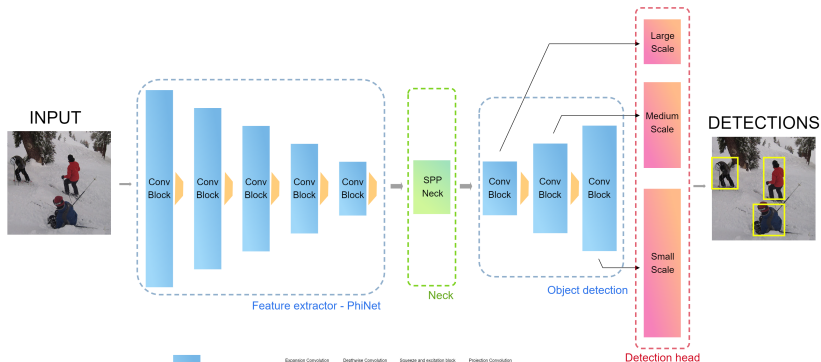 INPUT
Conv
Block
Conv
Block
Conv
Block
Conv
Block
Conv
Block
Feature extractor - PhiNet
SPP
Neck
Neck
Conv
Block
Conv
Block
Conv
Block
Object detection
Large
Scale
Medium
Scale
Small
Scale
Detection head
DETECTIONS
Expansion Convolution
Depthwise Convolution
Squeeze and excitation block
Projection Convolution